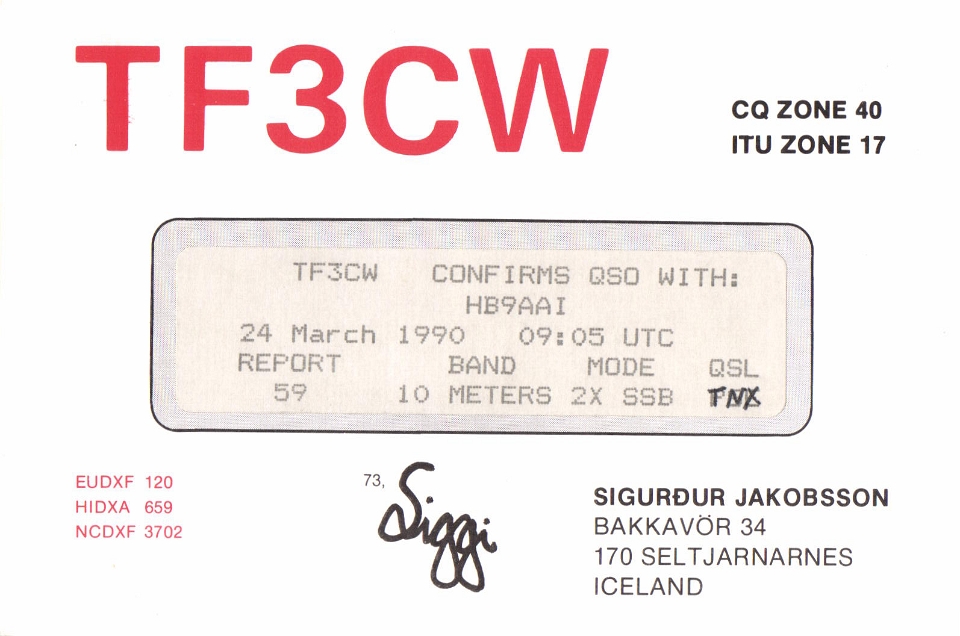 TF3CW
CQ ZONE 40
ITU ZONE 17
TF3CW CONFIRMS QSO WITH:
HB9AAI
24 March 1990 09:05 UTC
REPORT BAND MODE QSL
59 10 METERS 2X SSB TNX
EUDXF 120
HIDXA 659
NCDXF 3702
73, Siggi
SIGURÐUR JAKOBSSON
BAKKAVÖR 34
170 SELTJARNARNES
ICELAND